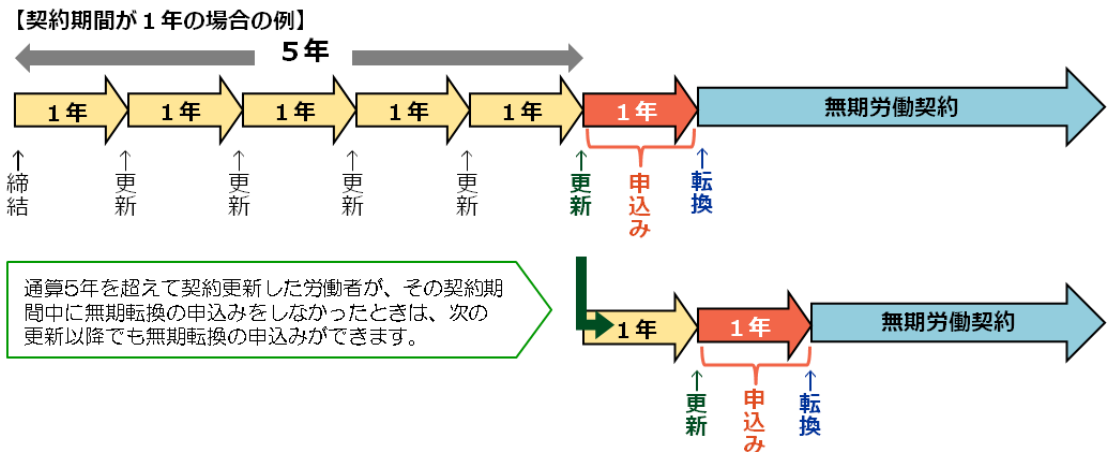 【契約期間が１年の場合の例】
５年
１年 １年 １年 １年 １年 １年 無期労働契約
↑締結 ↑更新 ↑更新 ↑更新 ↑更新 ↑更新 申込み ↑転換
通算5年を超えて契約更新した労働者が、その契約期
間中に無期転換の申込みをしなかったときは、次の
更新以降でも無期転換の申込みができます。
１年 １年 無期労働契約
↑更新 申込み ↑転換